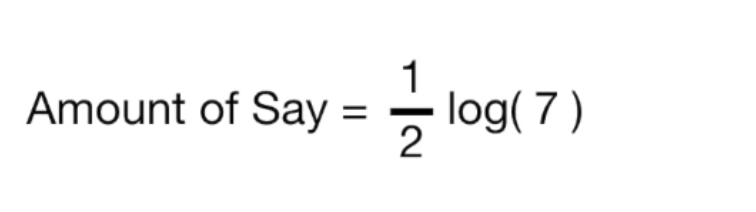 Amount of Say = 1/2 log( 7 )